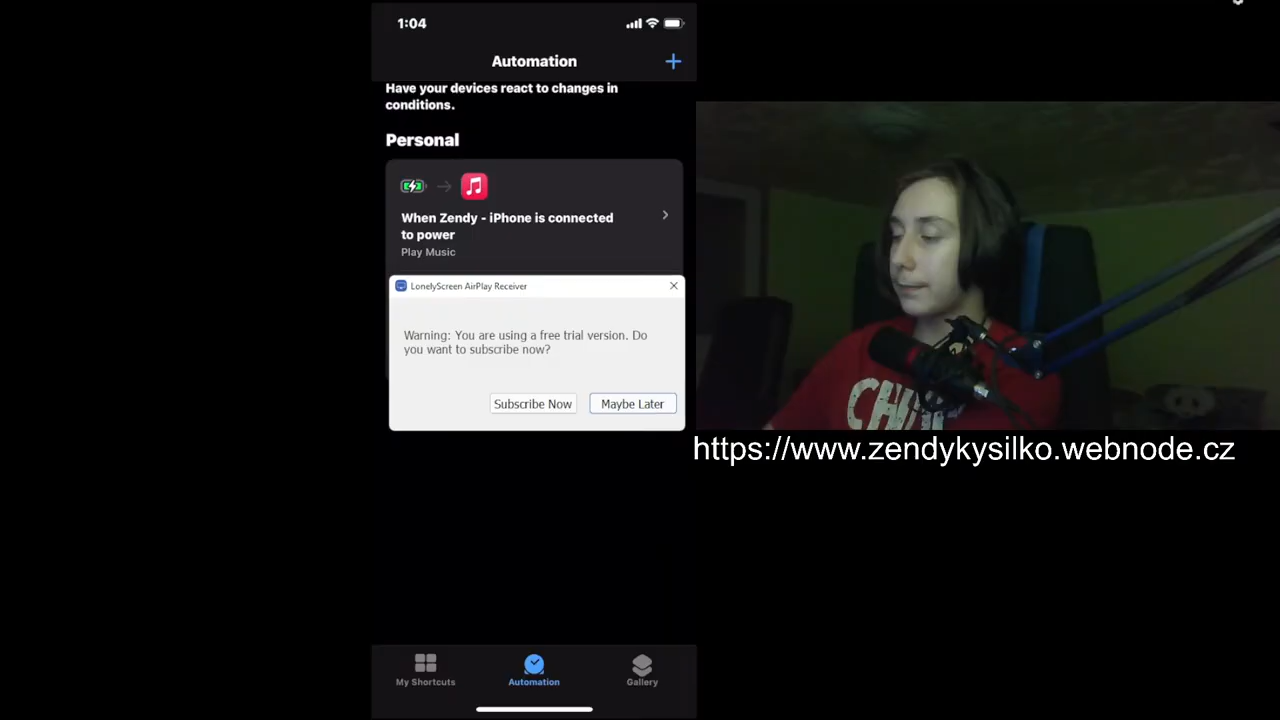 1:04
Automation
Have your devices react to changes in
conditions.
Personal
When Zendy - iPhone is connected
to power
Play Music
LonelyScreen AirPlay Receiver
Warning: You are using a free trial version. Do
you want to subscribe now?
Subscribe Now
Maybe Later
https://www.zendykysilko.webnode.cz
My Shortcuts
Automation
Gallery